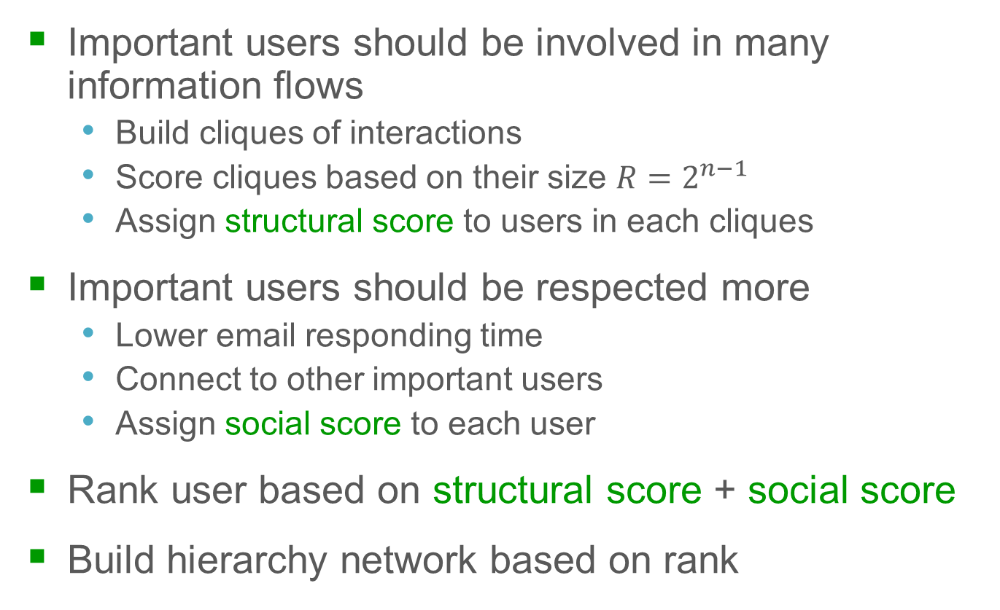 ▪ Important users should be involved in many
information flows
• Build cliques of interactions
• Score cliques based on their size R = 2^{n−1}
• Assign structural score to users in each cliques
▪ Important users should be respected more
• Lower email responding time
• Connect to other important users
• Assign social score to each user
▪ Rank user based on structural score + social score
▪ Build hierarchy network based on rank